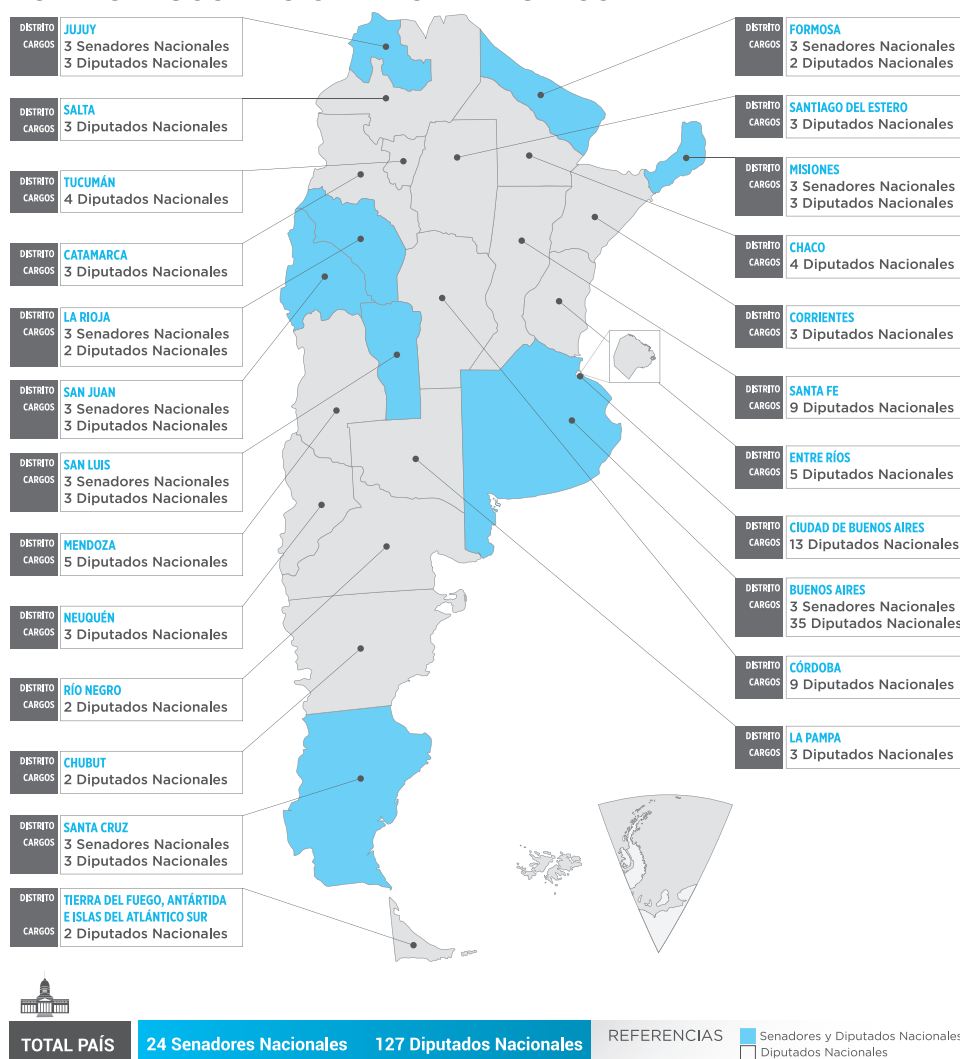 DISTRITO JUJUY
CARGOS 3 Senadores Nacionales
3 Diputados Nacionales
DISTRITO SALTA
CARGOS 3 Diputados Nacionales
DISTRITO TUCUMÁN
CARGOS 4 Diputados Nacionales
DISTRITO CATAMARCA
CARGOS 3 Diputados Nacionales
DISTRITO LA RIOJA
CARGOS 3 Senadores Nacionales
2 Diputados Nacionales
DISTRITO SAN JUAN
CARGOS 3 Senadores Nacionales
3 Diputados Nacionales
DISTRITO SAN LUIS
CARGOS 3 Senadores Nacionales
3 Diputados Nacionales
DISTRITO MENDOZA
CARGOS 5 Diputados Nacionales
DISTRITO NEUQUÉN
CARGOS 3 Diputados Nacionales
DISTRITO RÍO NEGRO
CARGOS 2 Diputados Nacionales
DISTRITO CHUBUT
CARGOS 2 Diputados Nacionales
DISTRITO SANTA CRUZ
CARGOS 3 Senadores Nacionales
3 Diputados Nacionales
DISTRITO TIERRA DEL FUEGO, ANTÁRTIDA
E ISLAS DEL ATLÁNTICO SUR
CARGOS 2 Diputados Nacionales
DISTRITO FORMOSA
CARGOS 3 Senadores Nacionales
2 Diputados Nacionales
DISTRITO SANTIAGO DEL ESTERO
CARGOS 3 Diputados Nacionales
DISTRITO MISIONES
CARGOS 3 Senadores Nacionales
3 Diputados Nacionales
DISTRITO CHACO
CARGOS 4 Diputados Nacionales
DISTRITO CORRIENTES
CARGOS 3 Diputados Nacionales
DISTRITO SANTA FE
CARGOS 9 Diputados Nacionales
DISTRITO ENTRE RÍOS
CARGOS 5 Diputados Nacionales
DISTRITO CIUDAD DE BUENOS AIRES
CARGOS 13 Diputados Nacionales
DISTRITO BUENOS AIRES
CARGOS 3 Senadores Nacionales
35 Diputados Nacionales
DISTRITO CÓRDOBA
CARGOS 9 Diputados Nacionales
DISTRITO LA PAMPA
CARGOS 3 Diputados Nacionales
TOTAL PAÍS 24 Senadores Nacionales 127 Diputados Nacionales
REFERENCIAS
Senadores y Diputados Nacionales
Diputados Nacionales